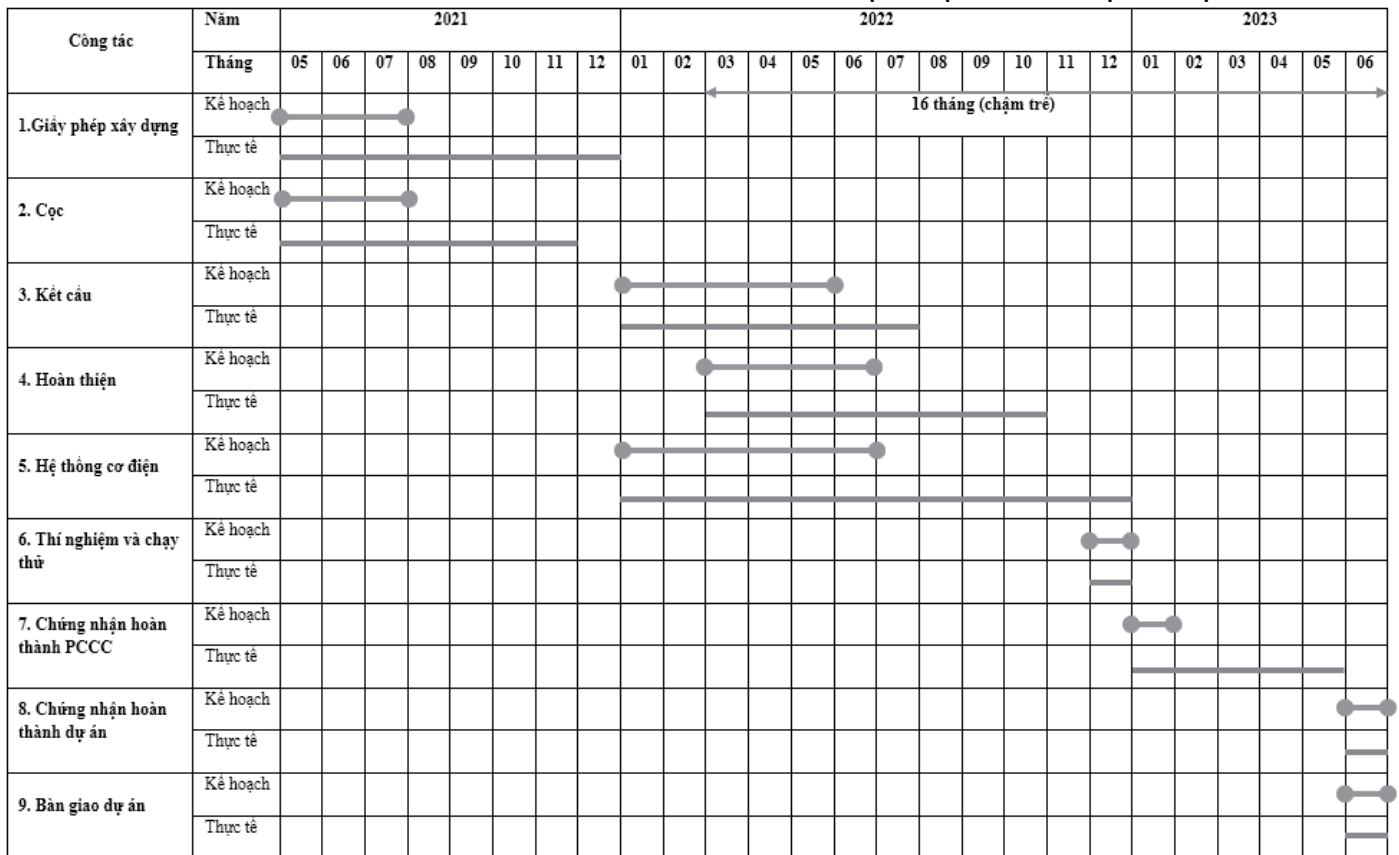 Công tác
Năm 2021 2022 2023
Tháng 05 06 07 08 09 10 11 12 01 02 03 04 05 06 07 08 09 10 11 12 01 02 03 04 05 06
16 tháng (chậm trễ)
1.Giấy phép xây dựng
Kế hoạch
Thực tế
2. Cọc
Kế hoạch
Thực tế
3. Kết cấu
Kế hoạch
Thực tế
4. Hoàn thiện
Kế hoạch
Thực tế
5. Hệ thống cơ điện
Kế hoạch
Thực tế
6. Thí nghiệm và chạy
thử
Kế hoạch
Thực tế
7. Chứng nhận hoàn
thành PCCC
Kế hoạch
Thực tế
8. Chứng nhận hoàn
thành dự án
Kế hoạch
Thực tế
9. Bàn giao dự án
Kế hoạch
Thực tế